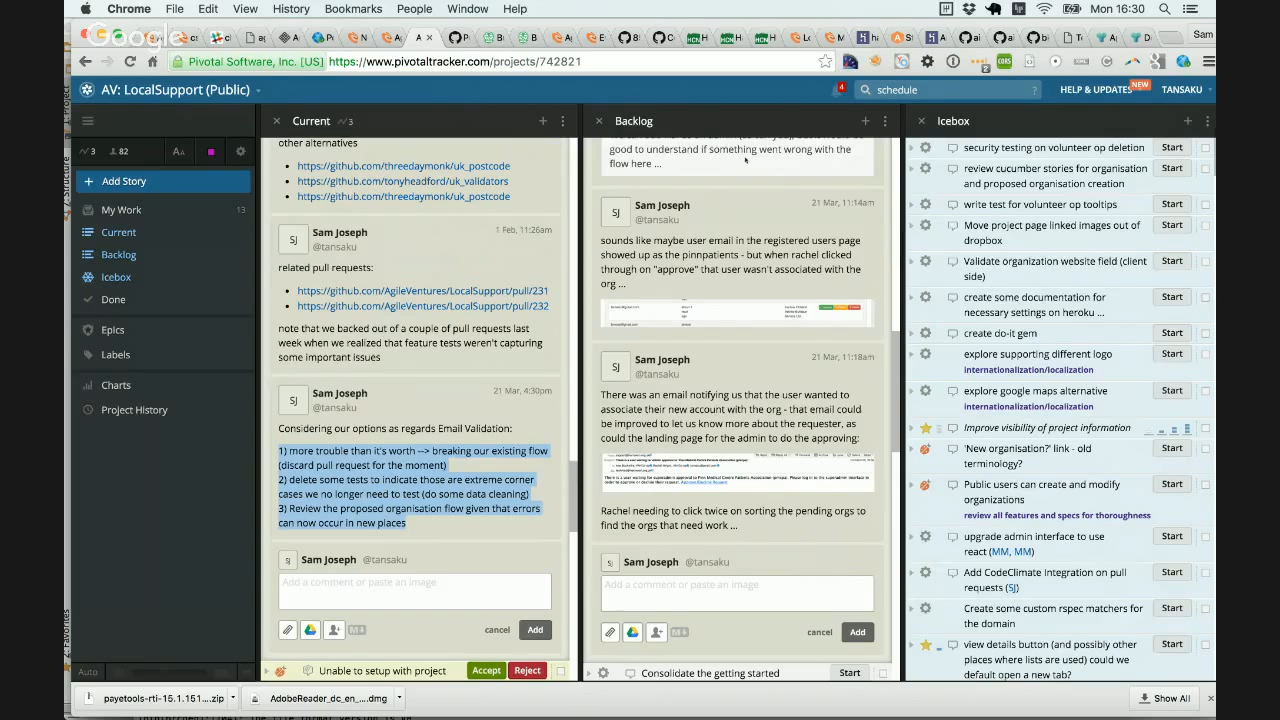 Chrome File Edit View History Bookmarks People Window Help
Mon 16:30
Google
Sam
Pivotal Software, Inc. [US] https://www.pivotaltracker.com/projects/742821
AV: LocalSupport (Public)
4
schedule
?
HELP & UPDATES
NEW
TANSAKU
3 82
Add Story
My Work 13
Current
Backlog
Icebox
Done
Epics
Labels
Charts
Project History
Auto
Current 3
other alternatives
https://github.com/threedaymonk/uk_postcode
https://github.com/tonyheadford/uk_validators
https://github.com/threedaymonk/uk_postcode
SJ
Sam Joseph
@tansaku
1 Feb, 11:26am
related pull requests:
https://github.com/AgileVentures/LocalSupport/pull/231
https://github.com/AgileVentures/LocalSupport/pull/232
note that we backed out of a couple of pull requests last
week when we realized that feature tests weren't capturing
some important issues
SJ
Sam Joseph
@tansaku
21 Mar, 4:30pm
Considering our options as regards Email Validation:
1) more trouble than it's worth --> breaking our existing flow
(discard pull request for the moment)
2) delete some tests to indicate those are extreme corner
cases we no longer need to test (do some data cleaning)
3) Review the proposed organisation flow given that errors
can now occur in new places
SJ Sam Joseph @tansaku
Add a comment or paste an image
cancel Add
Unable to setup with project Accept Reject
Backlog
good to understand if something went wrong with the
flow here ...
SJ
Sam Joseph
@tansaku
21 Mar, 11:14am
sounds like maybe user email in the registered users page
showed up as the pinnpatients - but when rachel clicked
through on "approve" that user wasn't associated with the
org ...
SJ
Sam Joseph
@tansaku
21 Mar, 11:18am
There was an email notifying us that the user wanted to
associate their new account with the org - that email could
be improved to let us know more about the requester, as
could the landing page for the admin to do the approving:
Rachel needing to click twice on sorting the pending orgs to
find the orgs that need work ...
SJ Sam Joseph @tansaku
Add a comment or paste an image
cancel Add
Consolidate the getting started Start
Icebox
security testing on volunteer op deletion Start
review cucumber stories for organisation Start
and proposed organisation creation
write test for volunteer op tooltips Start
Move project page linked images out of Start
dropbox
Validate organization website field (client Start
side)
create some documentation for Start
necessary settings on heroku ...
create do-it gem Start
explore supporting different logo Start
internationalization/localization
explore google maps alternative Start
internationalization/localization
Improve visibility of project information
'New organisation?' link - old Start
terminology?
Public users can create and modify Start
organizations
review all features and specs for thoroughness
upgrade admin interface to use Start
react (MM, MM)
Add CodeClimate Integration on pull Start
requests (SJ)
Create some custom rspec matchers for Start
the domain
view details button (and possibly other Start
places where lists are used) could we
default open a new tab?
payetools-rti-15.1.151....zip
AdobeReader_dc_en_....dmg
Show All